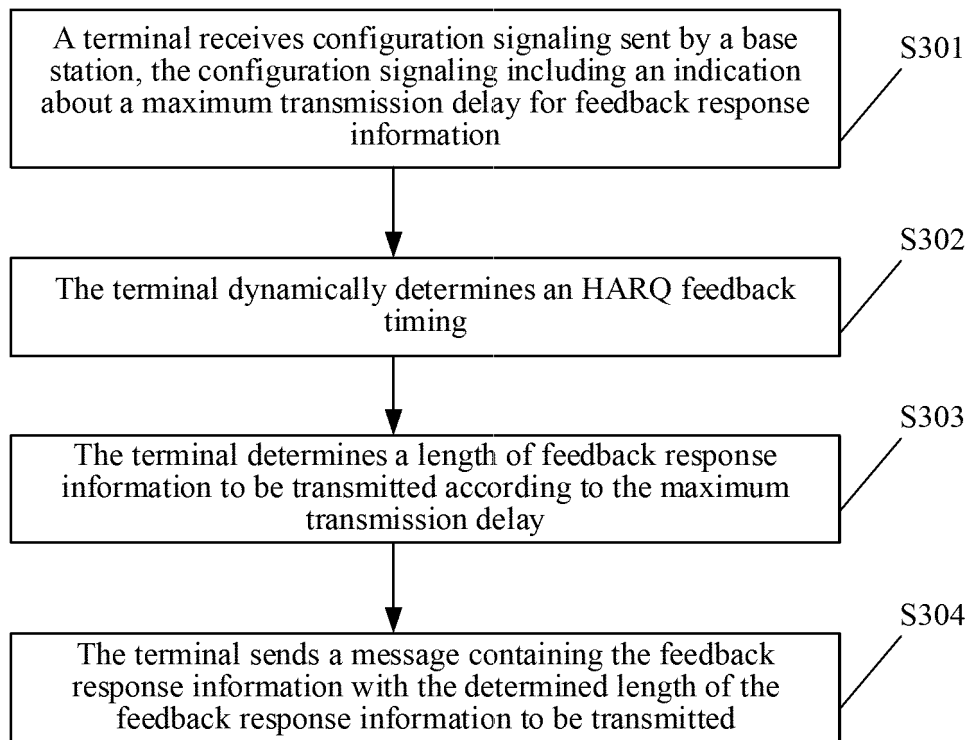 A terminal receives configuration signaling sent by a base
station, the configuration signaling including an indication
about a maximum transmission delay for feedback response
information
S301
The terminal dynamically determines an HARQ feedback
timing
S302
The terminal determines a length of feedback response
information to be transmitted according to the maximum
transmission delay
S303
The terminal sends a message containing the feedback
response information with the determined length of the
feedback response information to be transmitted
S304